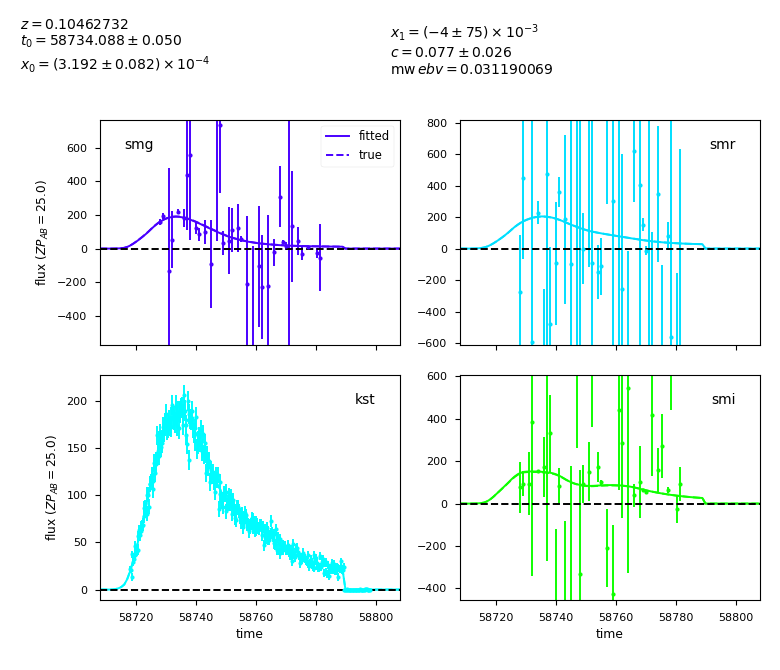 z = 0.10462732
t₀ = 58734.088 ± 0.050
x₀ = (3.192 ± 0.082) × 10⁻⁴
x₁ = (−4 ± 75) × 10⁻³
c = 0.077 ± 0.026
mw ebv = 0.031190069
smg
fitted
true
600
400
200
0
−200
−400
flux (ZP_AB = 25.0)
smr
800
600
400
200
0
−200
−400
−600
kst
200
150
100
50
0
flux (ZP_AB = 25.0)
58720 58740 58760 58780 58800
time
smi
600
400
200
0
−200
−400
58720 58740 58760 58780 58800
time